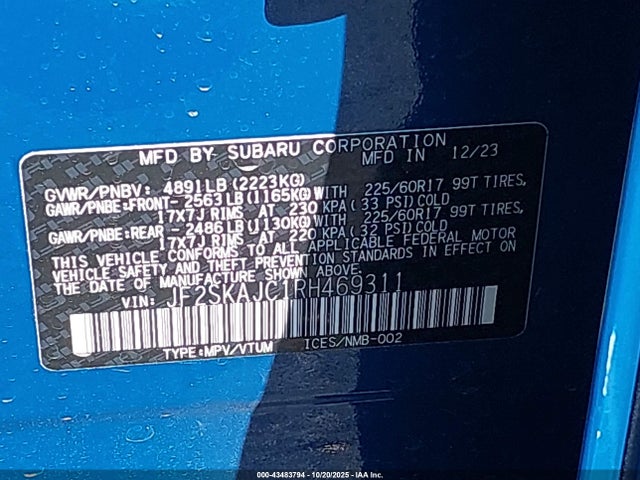 MFD BY SUBARU CORPORATION
MFD IN 12/23
GVWR/PNBV: 4891LB (2223KG)
GAWR/PNBE:FRONT- 2563LB(1165KG) WITH 225/60R17 99T TIRES,
17X7J RIMS AT 230 KPA (33 PSI) COLD
GAWR/PNBE:REAR - 2486LB(1130KG) WITH 225/60R17 99T TIRES,
17X7J RIMS AT 220 KPA (32 PSI) COLD
THIS VEHICLE CONFORMS TO ALL APPLICABLE FEDERAL MOTOR
VEHICLE SAFETY AND THEFT PREVENTION STANDARDS IN EFFECT ON
THE DATE OF MANUFACTURE SHOWN ABOVE.
VIN: JF2SKAJC1RH469311
TYPE:MPV/VTUM ICES/NMB-002
000-43483794 - 10/20/2025 - IAA Inc.